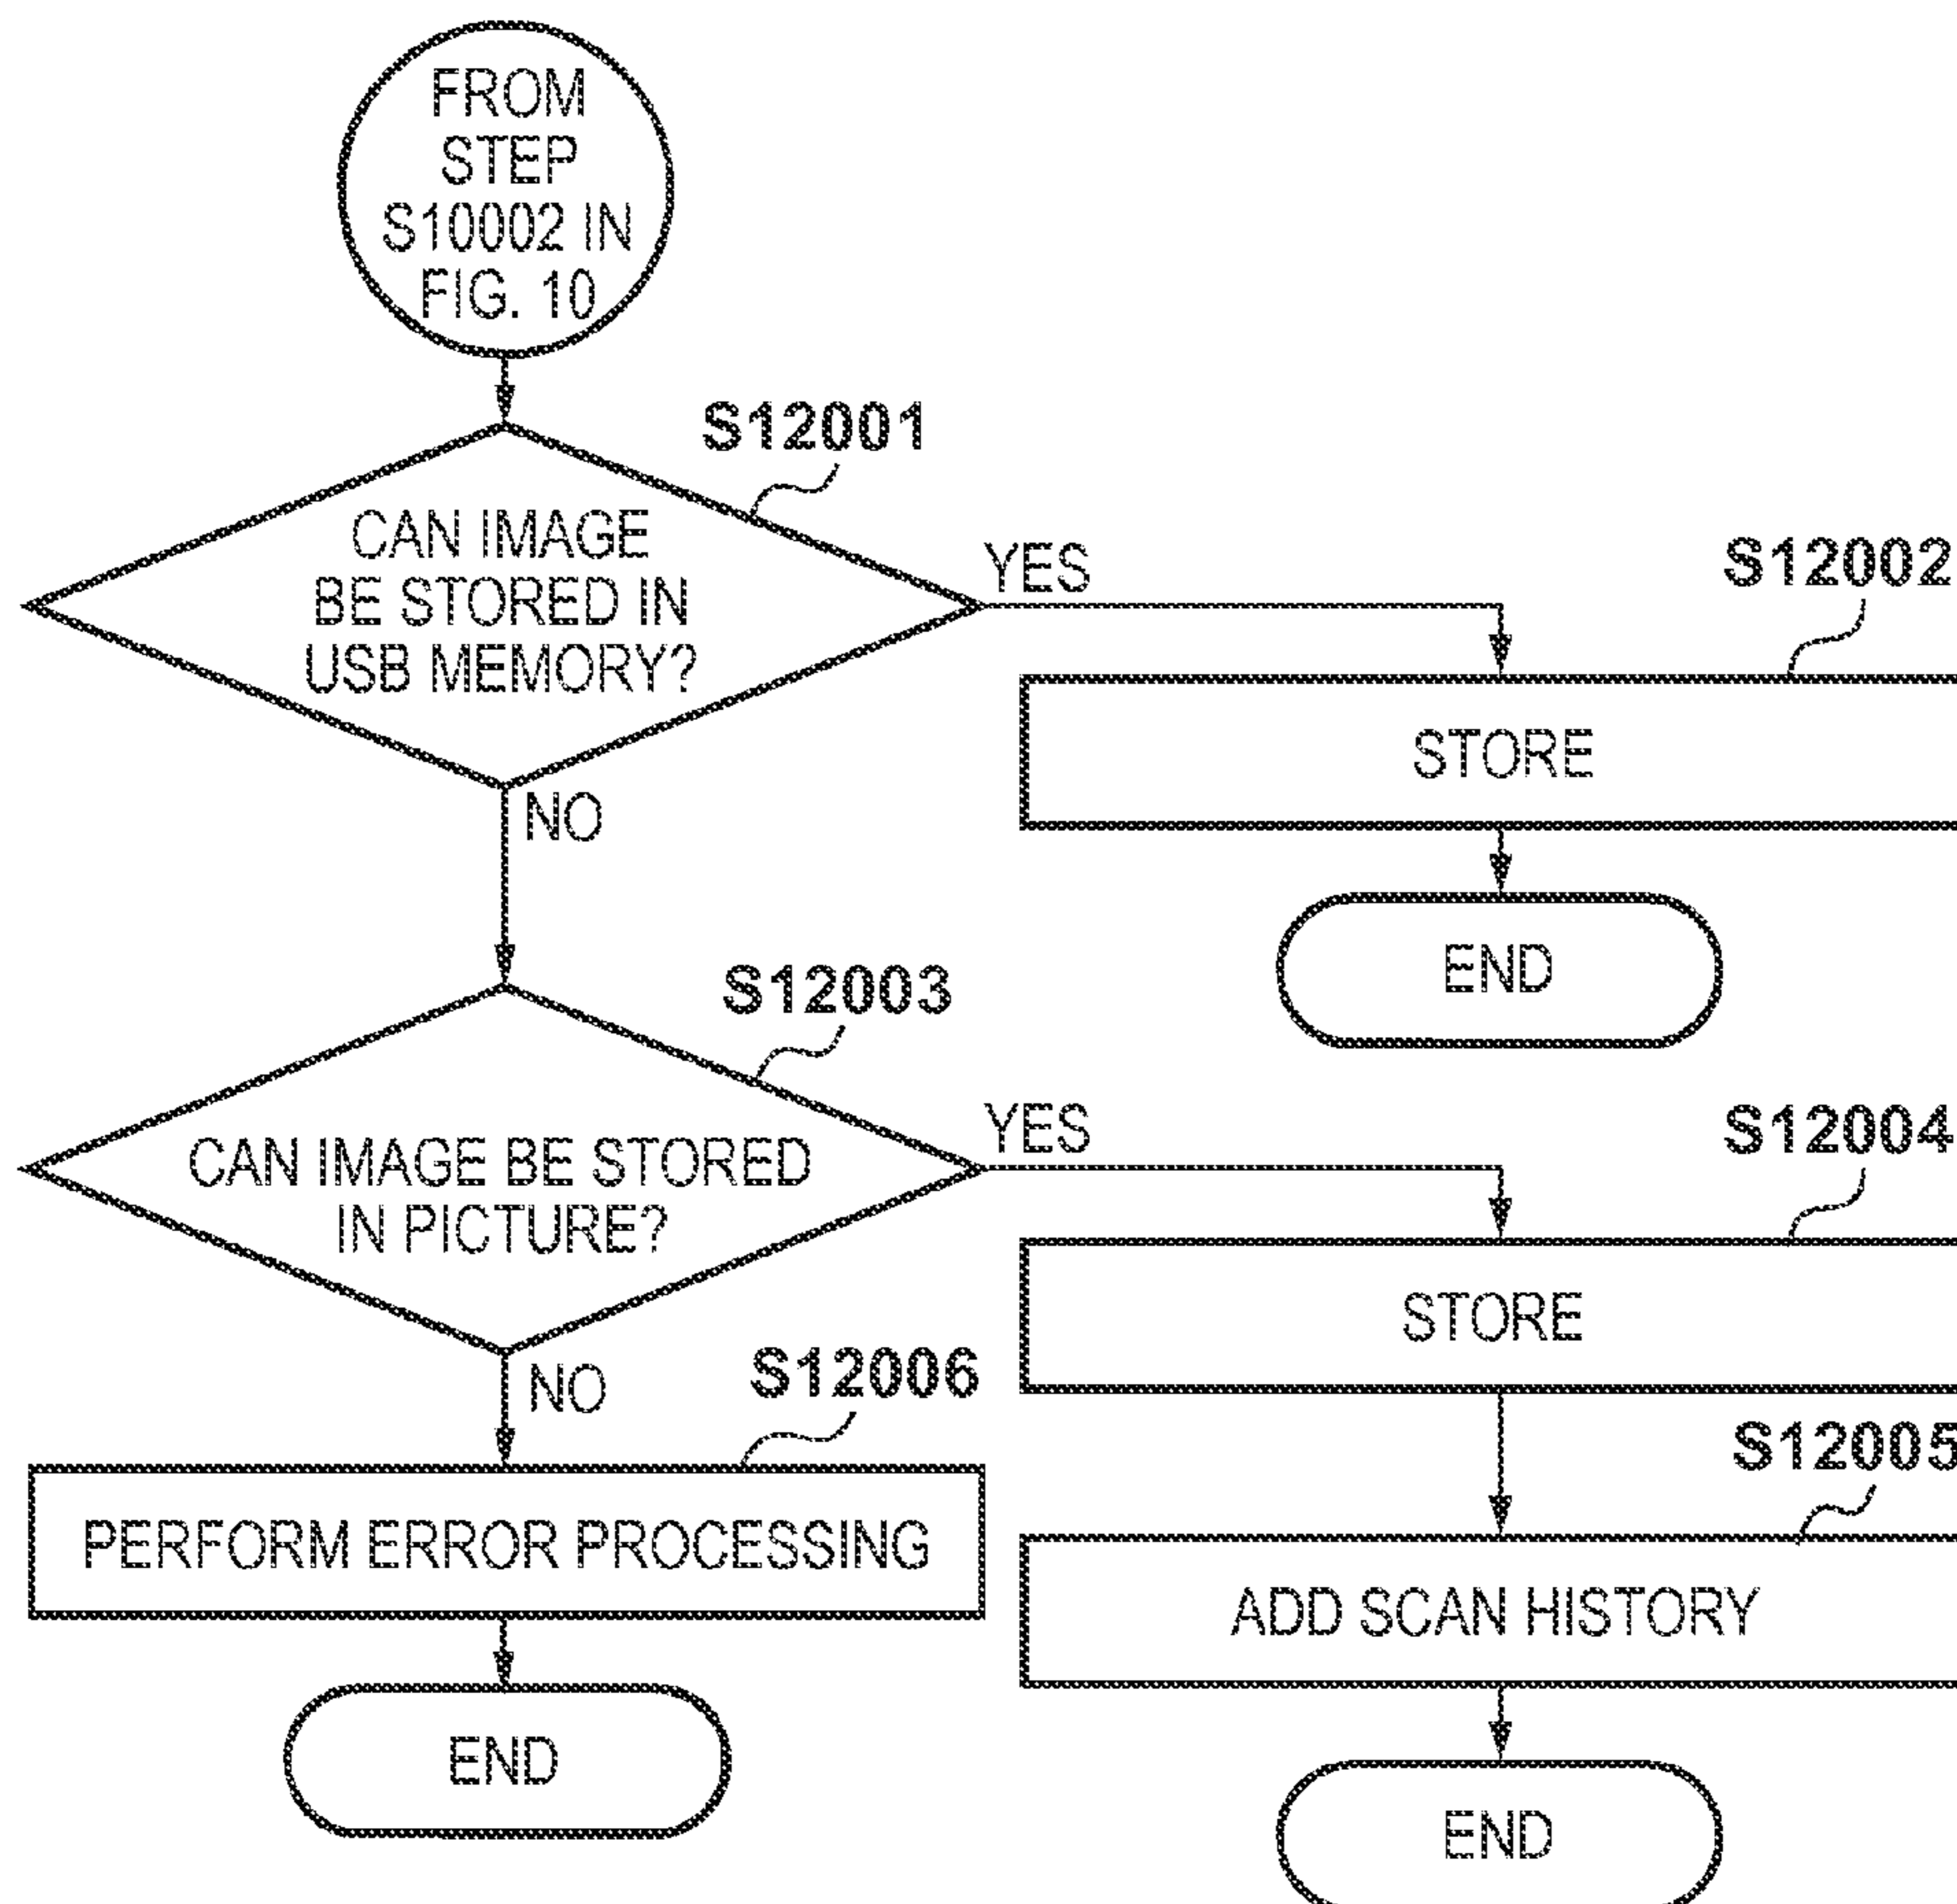 FROM
STEP
S10002 IN
FIG. 10
S12001
CAN IMAGE
BE STORED IN
USB MEMORY?
YES
NO
S12002
STORE
END
S12003
CAN IMAGE BE STORED
IN PICTURE?
YES
NO
S12004
STORE
S12005
ADD SCAN HISTORY
END
S12006
PERFORM ERROR PROCESSING
END